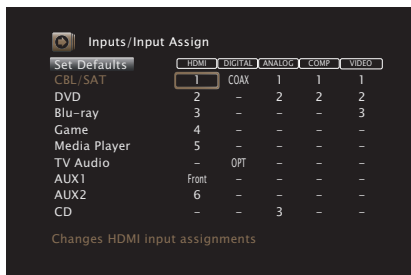 Inputs/Input Assign
Set Defaults HDMI DIGITAL ANALOG COMP VIDEO
CBL/SAT 1 COAX 1 1 1
DVD 2 – 2 2 2
Blu-ray 3 – – – 3
Game 4 – – – –
Media Player 5 – – – –
TV Audio – OPT – – –
AUX1 Front – – – –
AUX2 6 – – – –
CD – – 3 – –
Changes HDMI input assignments